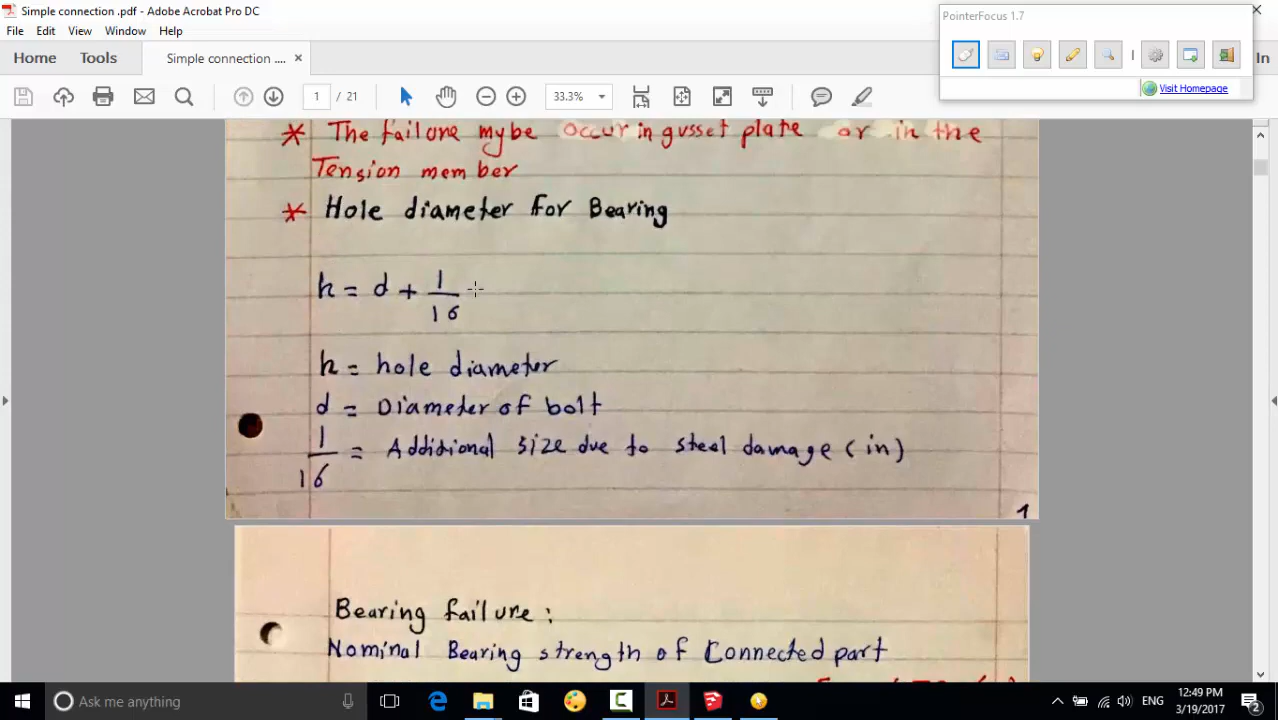 Simple connection .pdf - Adobe Acrobat Pro DC
PointerFocus 1.7
File Edit View Window Help
Home Tools Simple connection .... × In
1 / 21 33.3%
Visit Homepage
* The failure mybe occur in gusset plate or in the
Tension member
* Hole diameter for Bearing
h = d + 1/16
h = hole diameter
d = Diameter of bolt
1/16 = Additional size due to steel damage (in)
1
Bearing failure:
Nominal Bearing strength of Connected part
Ask me anything
ENG 12:49 PM
3/19/2017
2